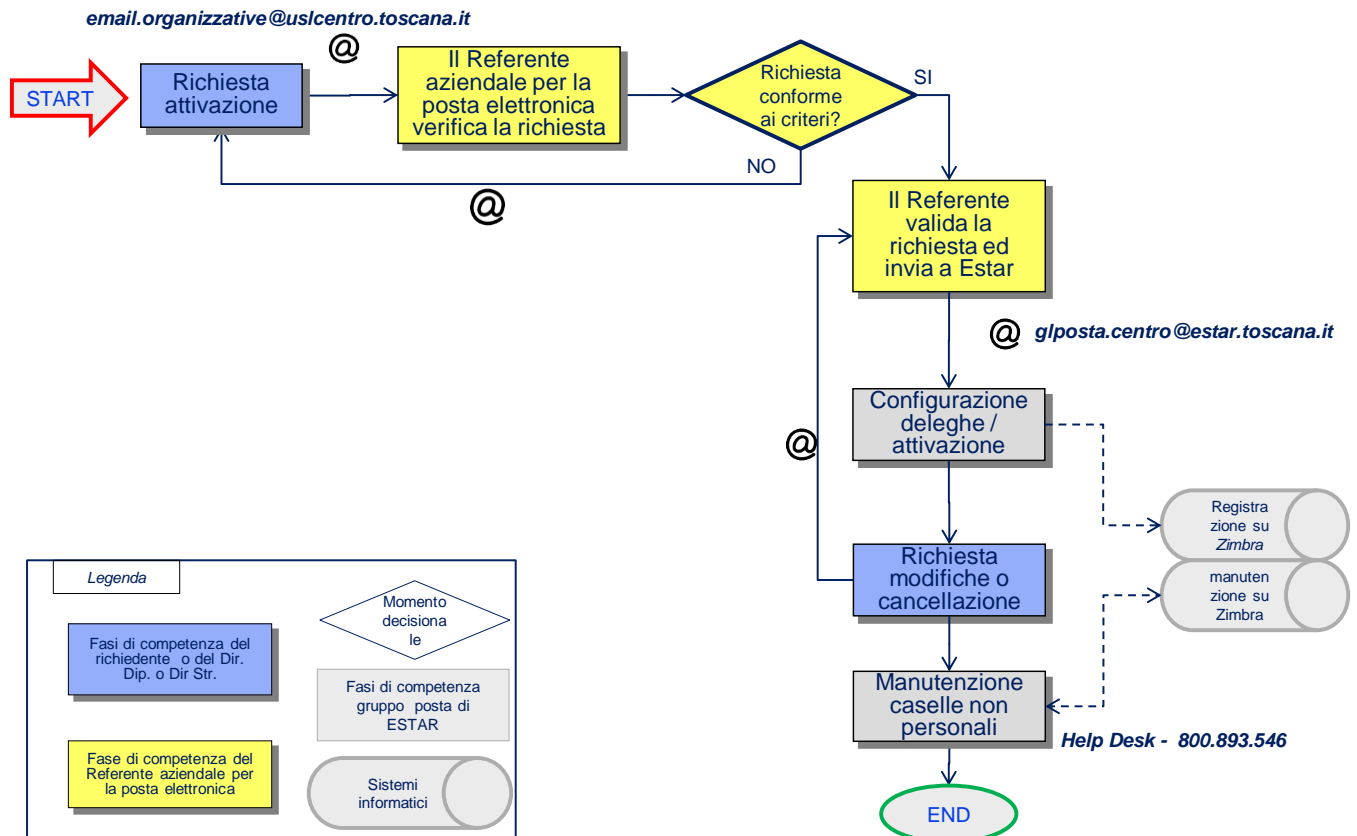 email.organizzative@uslcentro.toscana.it
@
START
Richiesta
attivazione
Il Referente
aziendale per la
posta elettronica
verifica la richiesta
Richiesta
conforme
ai criteri?
SI
NO
@
Il Referente
valida la
richiesta ed
invia a Estar
@ glposta.centro@estar.toscana.it
Configurazione
deleghe /
attivazione
@
Registra
zione su
Zimbra
Richiesta
modifiche o
cancellazione
manuten
zione su
Zimbra
Manutenzione
caselle non
personali
Help Desk - 800.893.546
END
Legenda
Momento
decisiona
le
Fasi di competenza del
richiedente o del Dir.
Dip. o Dir Str.
Fasi di competenza
gruppo posta di
ESTAR
Fase di competenza del
Referente aziendale per
la posta elettronica
Sistemi
informatici